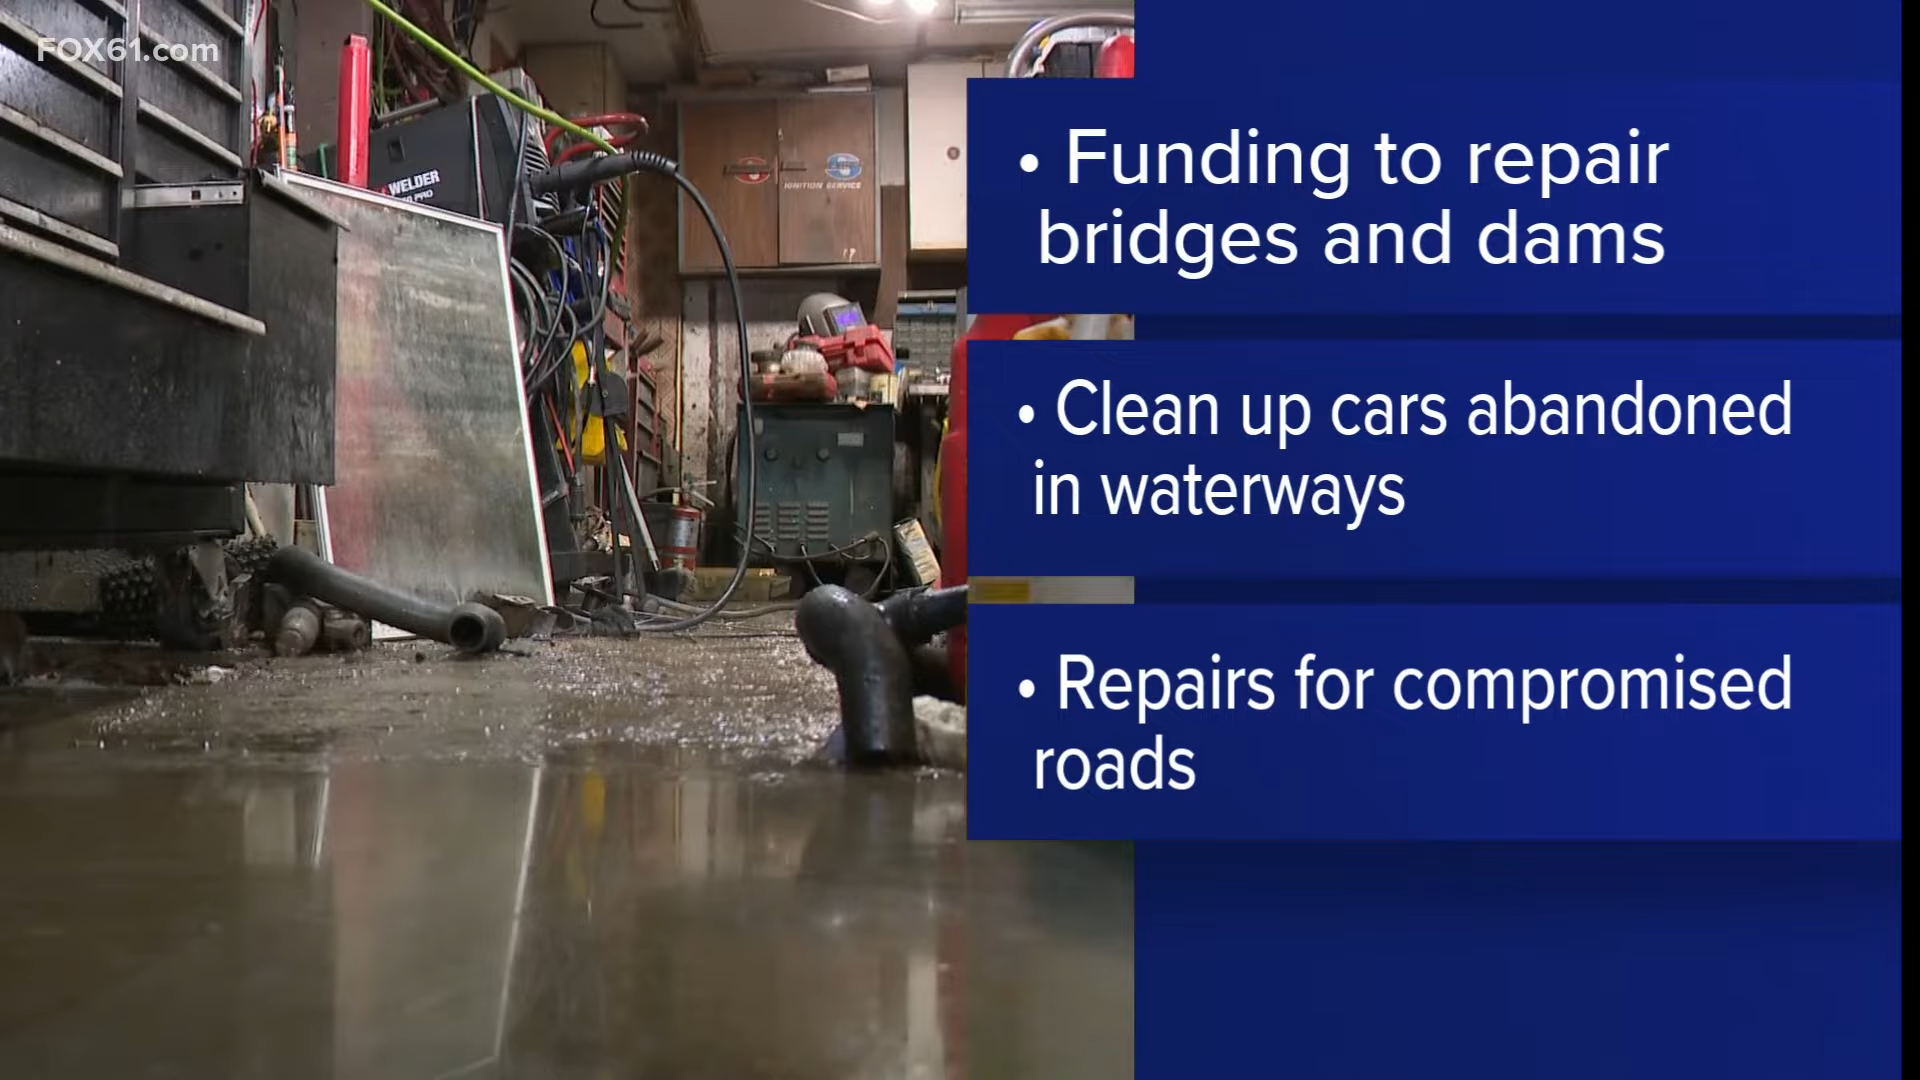 FOX61.com
• Funding to repair
bridges and dams
• Clean up cars abandoned
in waterways
• Repairs for compromised
roads
WELDER
PRO
IGNITION SERVICE